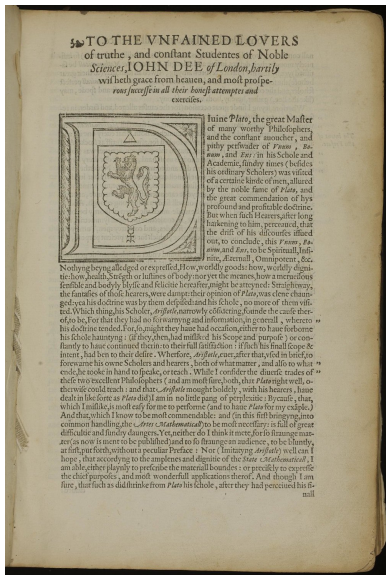 TO THE VNFAINED LOVERS
of truthe, and constant Studentes of Noble
Sciences, IOHN DEE of London, hartily
wisheth grace from heauen, and most prospe-
rous successe in all their honest attemptes and
exercises.
Diuine Plato, the great Master
of many worthy Philosophers,
and the constant auoucher, and
pithy perswader of Vnum, Bo-
num, and Ens: in his Schole and
Academie, sundry times (besides
his ordinary Scholers) was visited
of a certaine kinde of men, allured
by the noble fame of Plato, and
the great commendation of hys
profound and profitable doctrine.
But when such Hearers, after long
harkening to him, perceaued, that
the drift of his discourses issued
out, to conclude, this Vnum, Bo-
num, and Ens, to be Spirituall, Infi-
nite, Æternall, Omnipotent, &c.
Nothyng beyng alledged or expressed, How, worldly goods: how, worldly digni-
tie: how, health, Strēgth or lustines of body: nor yet the meanes, how a merueilous
sensible and bodyly blysse and felicitie hereafter, might be atteyned: Straightway,
the fantasies of those hearers, were dampt: their opinion of Plato, was clene chaun-
ged: yea his doctrine was by them despised: and his schole, no more of them visi-
ted. Which thing, his Scholer, Aristotle, narrowly cōsidering, founde the cause ther-
of, to be, For that they had no forwarnyng and information, in generall, whereto
his doctrine tended. For, so, might they haue had occasion, either to haue forborne
his schole hauntyng: (if they, then, had misliked his Scope and purpose) or con-
stantly to haue continued therin: to their full satisfaction: if such his finall scope &
intent, had ben to their desire. Wherfore, Aristotle, euer, after that, vsed in brief, to
forewarne his owne Scholers and hearers, both of what matter, and also to what
ende, he tooke in hand to speake, or teach. While I consider the diuerse trades of
these two excellent Philosophers (and am most sure, both, that Plato right well, o-
therwise could teach: and that, Aristotle mought boldely, with his hearers, haue
dealt in like sorte as Plato did) I am in no little pang of perplexitie: Bycause, that,
which I mislike, is most easy for me to performe (and to haue Plato for my exāple.)
And that, which I know to be most commendable: and (in this first bringyng, into
common handling, the Artes Mathematicall) to be most necessary: is full of great
difficultie and sundry daungers. Yet, neither do I think it mete, for so straunge mat-
ter (as now is ment to be published) and to so straunge an audience, to be bluntly,
at first, put forth, without a peculiar Preface: Nor (Imitatyng Aristotle) well can I
hope, that accordyng to the amplenes and dignitie of the State Mathematicall, I
am able, either playnly to prescribe the materiall boundes: or precisely to expresse
the chief purposes, and most wonderfull applications therof. And though I am
sure, that such as did shrinke from Plato his schole, after they had perceiued his fi-
nall